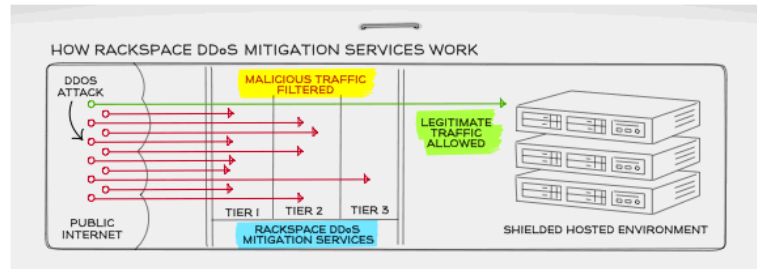 HOW RACKSPACE DDoS MITIGATION SERVICES WORK
DDOS
ATTACK
MALICIOUS TRAFFIC
FILTERED
LEGITIMATE
TRAFFIC
ALLOWED
TIER 1 TIER 2 TIER 3
PUBLIC
INTERNET
RACKSPACE DDoS
MITIGATION SERVICES
SHIELDED HOSTED ENVIRONMENT